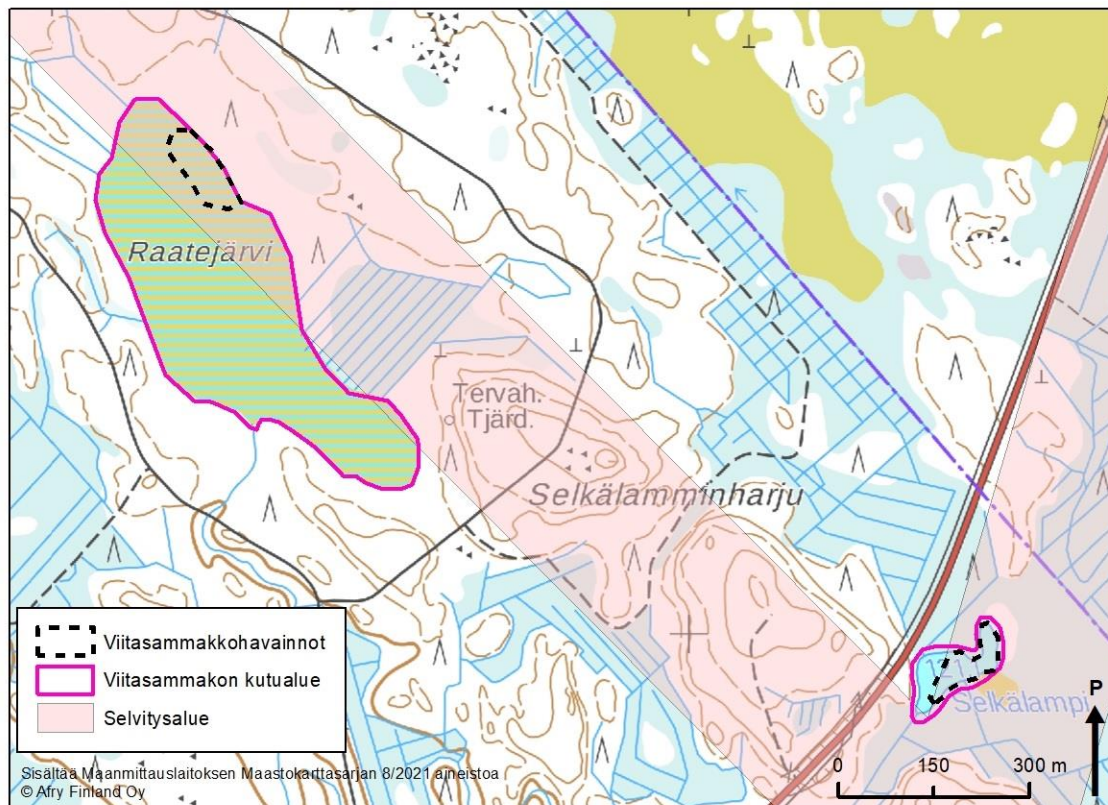 Raatejärvi
Tervah.
Tjärd.
Selkälamminharju
Selkälampi
Viitasammakkohavainnot
Viitasammakon kutualue
Selvitysalue
P
0 150 300 m
Sisältää Maanmittauslaitoksen Maastokarttasarjan 8/2021 aineistoa
© Afry Finland Oy